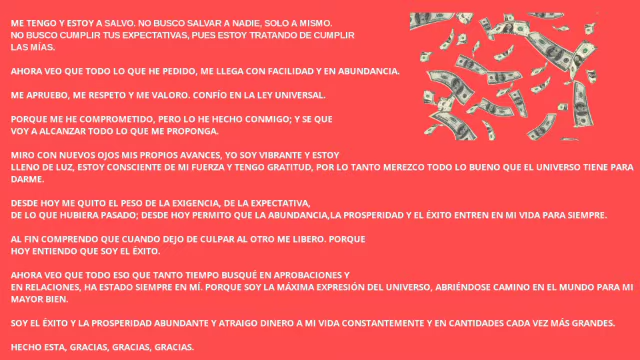 ME TENGO Y ESTOY A SALVO. NO BUSCO SALVAR A NADIE, SOLO A MISMO.
NO BUSCO CUMPLIR TUS EXPECTATIVAS, PUES ESTOY TRATANDO DE CUMPLIR
LAS MÍAS.
AHORA VEO QUE TODO LO QUE HE PEDIDO, ME LLEGA CON FACILIDAD Y EN ABUNDANCIA.
ME APRUEBO, ME RESPETO Y ME VALORO. CONFÍO EN LA LEY UNIVERSAL.
PORQUE ME HE COMPROMETIDO, PERO LO HE HECHO CONMIGO; Y SE QUE
VOY A ALCANZAR TODO LO QUE ME PROPONGA.
MIRO CON NUEVOS OJOS MIS PROPIOS AVANCES, YO SOY VIBRANTE Y ESTOY
LLENO DE LUZ, ESTOY CONSCIENTE DE MI FUERZA Y TENGO GRATITUD, POR LO TANTO MEREZCO TODO LO BUENO QUE EL UNIVERSO TIENE PARA
DARME.
DESDE HOY ME QUITO EL PESO DE LA EXIGENCIA, DE LA EXPECTATIVA,
DE LO QUE HUBIERA PASADO; DESDE HOY PERMITO QUE LA ABUNDANCIA,LA PROSPERIDAD Y EL ÉXITO ENTREN EN MI VIDA PARA SIEMPRE.
AL FIN COMPRENDO QUE CUANDO DEJO DE CULPAR AL OTRO ME LIBERO. PORQUE
HOY ENTIENDO QUE SOY EL ÉXITO.
AHORA VEO QUE TODO ESO QUE TANTO TIEMPO BUSQUÉ EN APROBACIONES Y
EN RELACIONES, HA ESTADO SIEMPRE EN MÍ. PORQUE SOY LA MÁXIMA EXPRESIÓN DEL UNIVERSO, ABRIÉNDOSE CAMINO EN EL MUNDO PARA MI
MAYOR BIEN.
SOY EL ÉXITO Y LA PROSPERIDAD ABUNDANTE Y ATRAIGO DINERO A MI VIDA CONSTANTEMENTE Y EN CANTIDADES CADA VEZ MÁS GRANDES.
HECHO ESTA, GRACIAS, GRACIAS, GRACIAS.